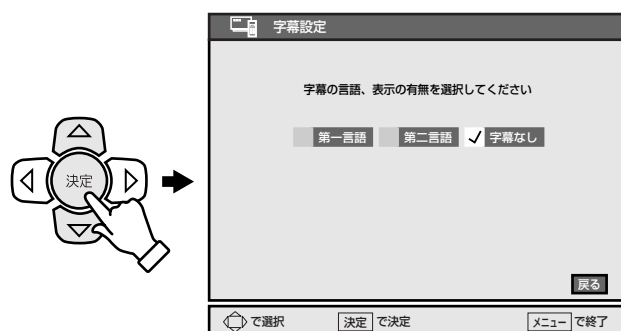 字幕設定
字幕の言語、表示の有無を選択してください
第一言語 第二言語 字幕なし
決定
戻る
で選択 決定 で決定 メニュー で終了